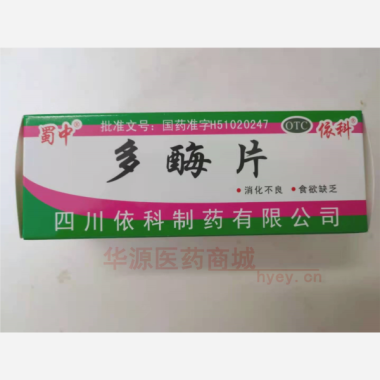 蜀中®
批准文号：国药准字H51020247
OTC
依科®
多酶片
·消化不良 ·食欲缺乏
四川依科制药有限公司
华源医药商城
hyey.cn